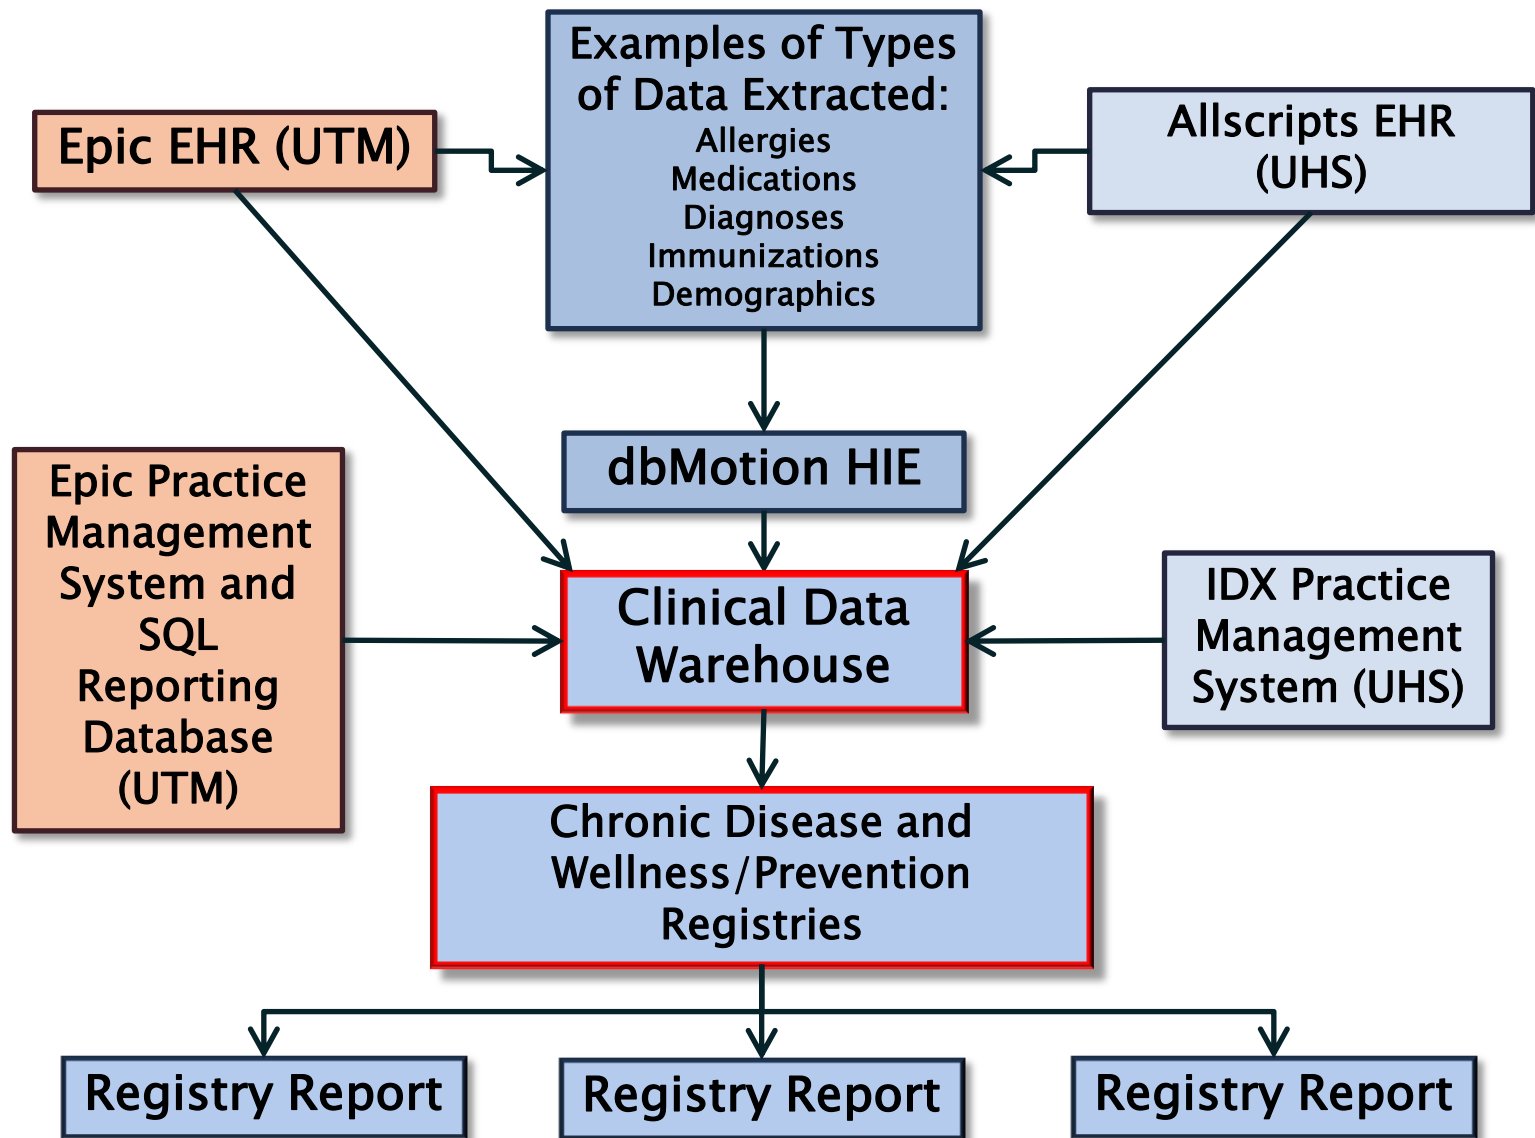 Examples of Types
of Data Extracted:
Allergies
Medications
Diagnoses
Immunizations
Demographics
Epic EHR (UTM)
Allscripts EHR
(UHS)
dbMotion HIE
Epic Practice
Management
System and
SQL
Reporting
Database
(UTM)
Clinical Data
Warehouse
IDX Practice
Management
System (UHS)
Chronic Disease and
Wellness/Prevention
Registries
Registry Report
Registry Report
Registry Report